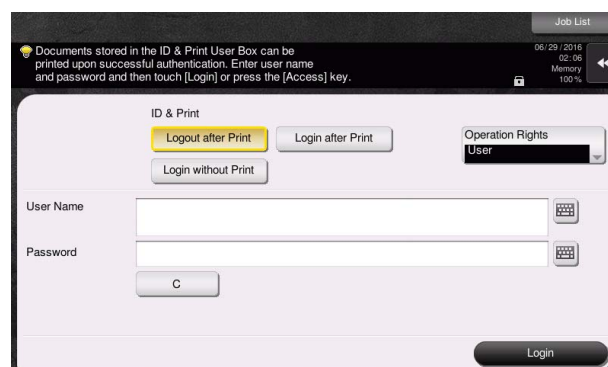 Job List
Documents stored in the ID & Print User Box can be
printed upon successful authentication. Enter user name
and password and then touch [Login] or press the [Access] key.
06/29/2016
02:06
Memory
100%
ID & Print
Logout after Print
Login after Print
Login without Print
Operation Rights
User
User Name
Password
C
Login